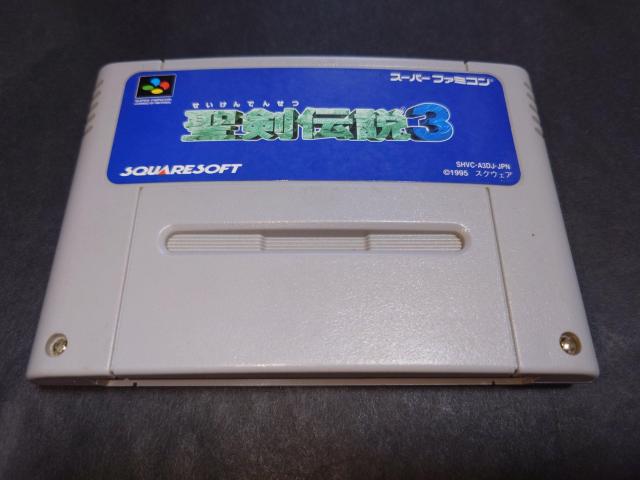 スーパーファミコン
せいけんでんせつ
聖剣伝説3
SQUARESOFT
SHVC-A3DJ-JPN
©1995 スクウェア